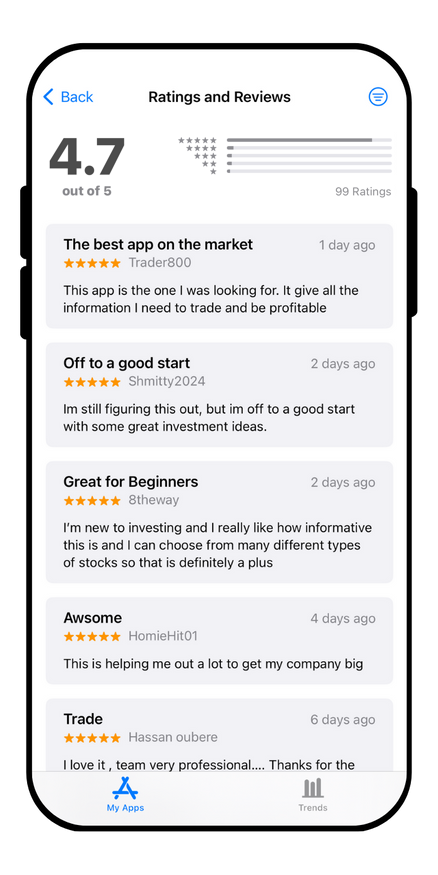 Back
Ratings and Reviews
4.7
out of 5
99 Ratings
The best app on the market
1 day ago
Trader800
This app is the one I was looking for. It give all the
information I need to trade and be profitable
Off to a good start
2 days ago
Shmitty2024
Im still figuring this out, but im off to a good start
with some great investment ideas.
Great for Beginners
2 days ago
8theway
I'm new to investing and I really like how informative
this is and I can choose from many different types
of stocks so that is definitely a plus
Awsome
4 days ago
HomieHit01
This is helping me out a lot to get my company big
Trade
6 days ago
Hassan oubere
I love it , team very professional.... Thanks for the
My Apps
Trends